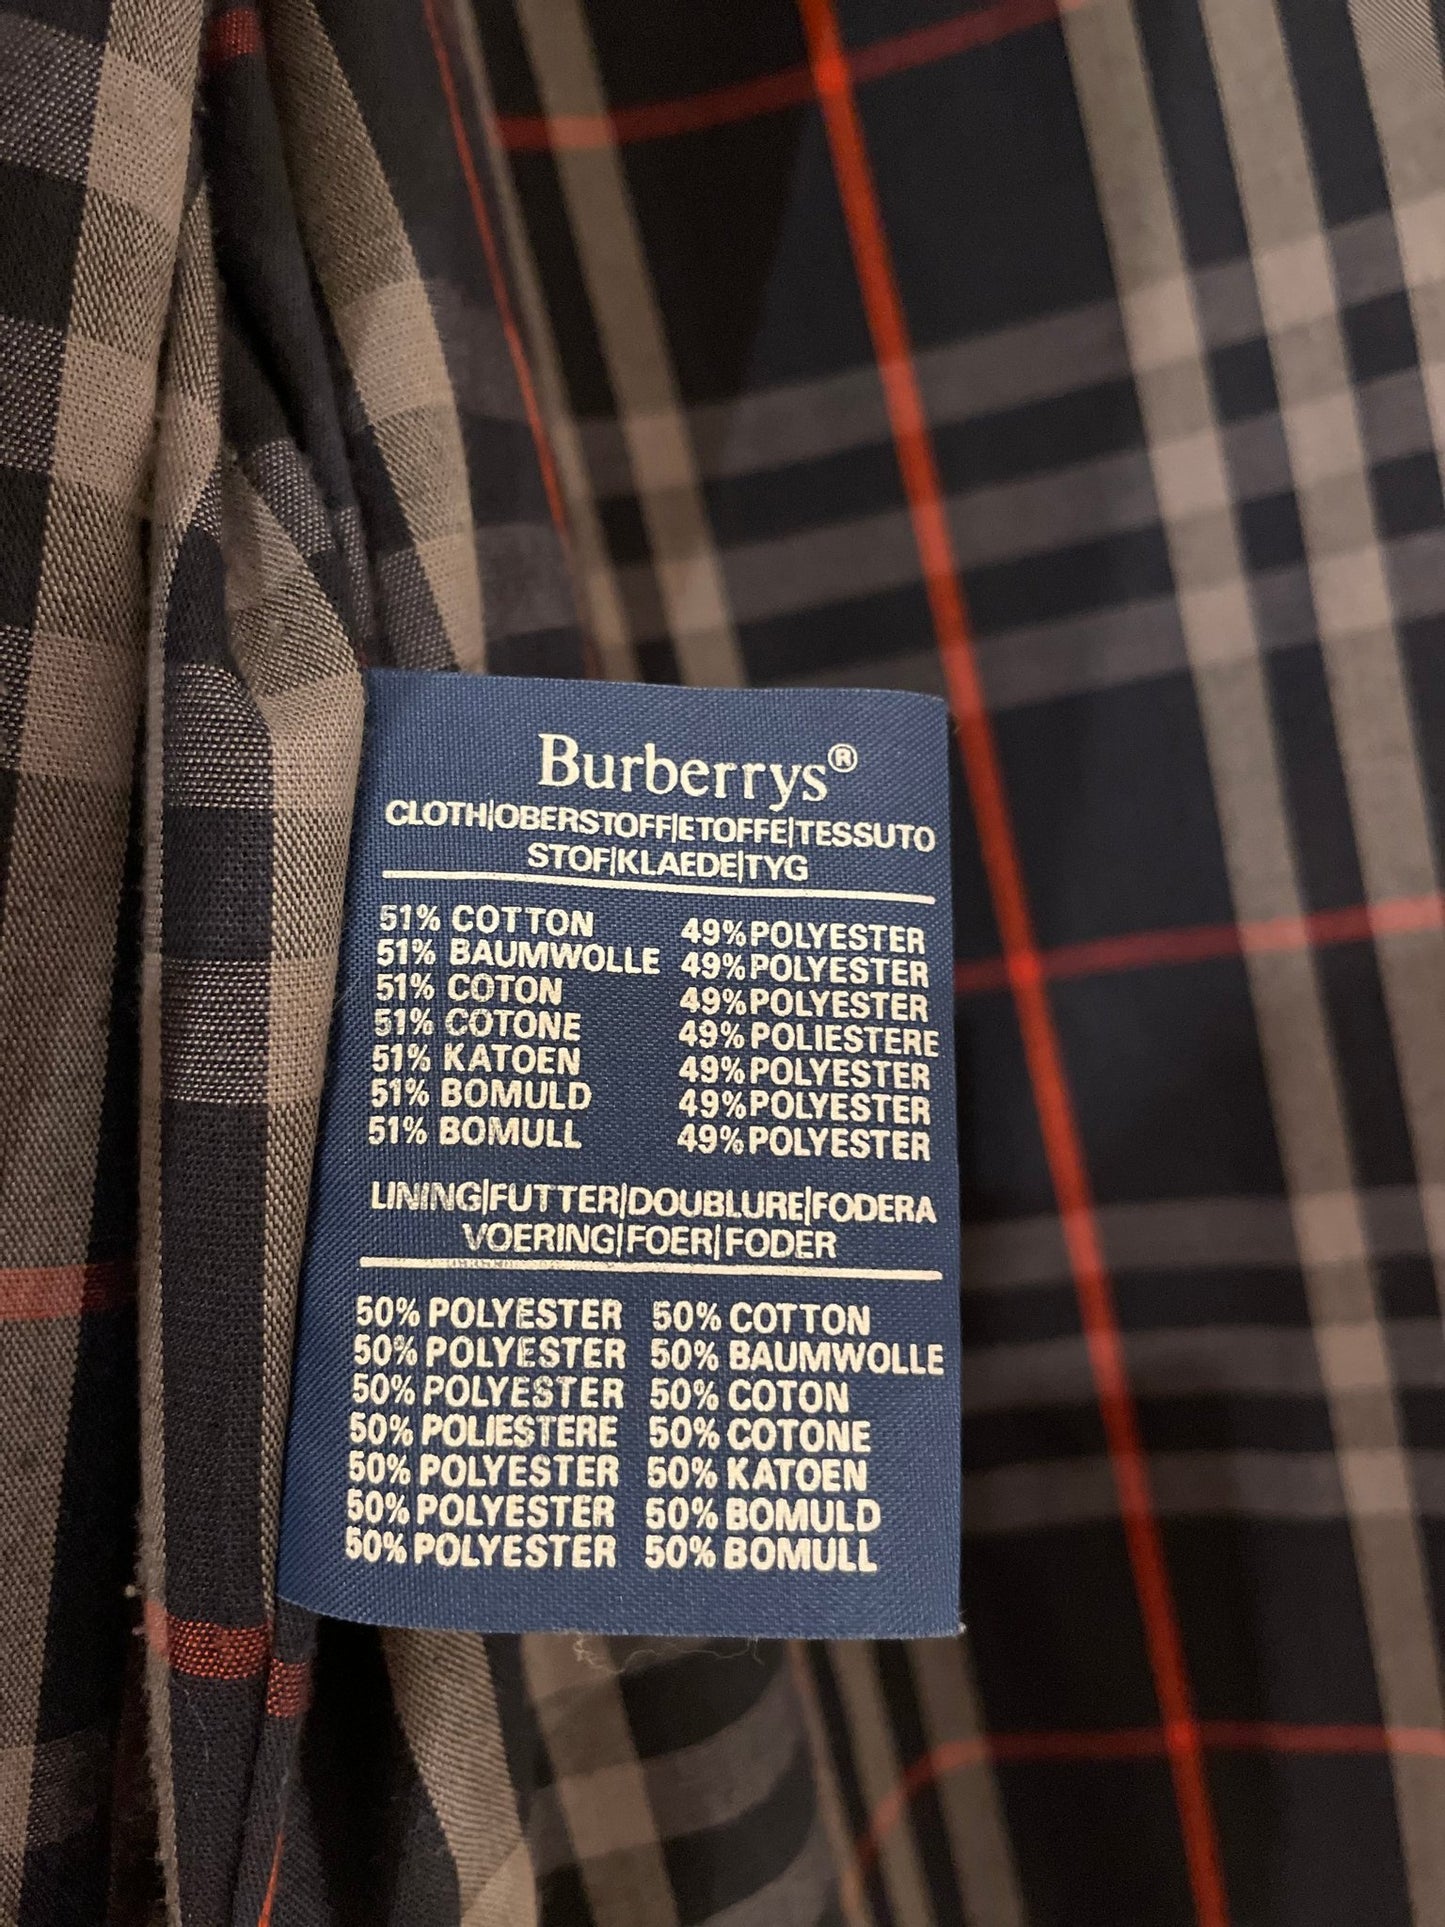 Burberrys®
CLOTH|OBERSTOFF|ETOFFE|TESSUTO
STOF|KLAEDE|TYG
51% COTTON 49% POLYESTER
51% BAUMWOLLE 49% POLYESTER
51% COTON 49% POLYESTER
51% COTONE 49% POLIESTERE
51% KATOEN 49% POLYESTER
51% BOMULD 49% POLYESTER
51% BOMULL 49% POLYESTER
LINING|FUTTER|DOUBLURE|FODERA
VOERING|FOER|FODER
50% POLYESTER 50% COTTON
50% POLYESTER 50% BAUMWOLLE
50% POLYESTER 50% COTON
50% POLIESTERE 50% COTONE
50% POLYESTER 50% KATOEN
50% POLYESTER 50% BOMULD
50% POLYESTER 50% BOMULL